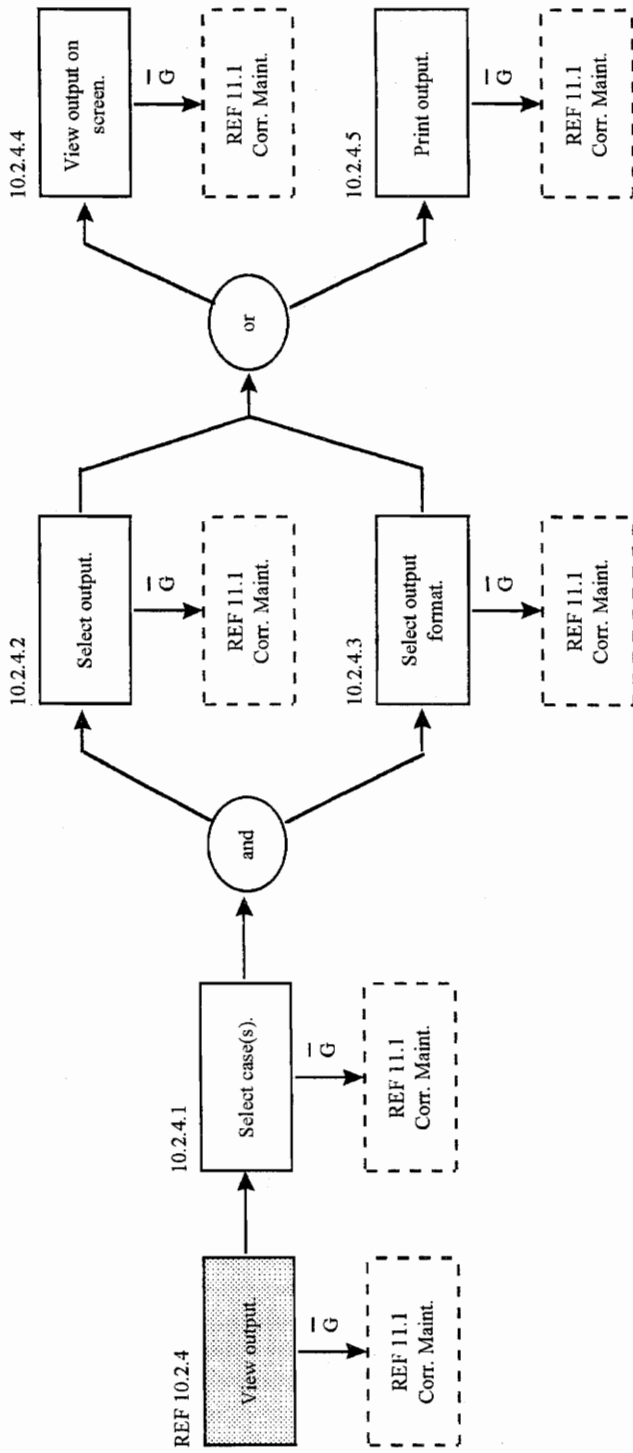 REF 10.2.4
View output.
G
REF 11.1
Corr. Maint.
10.2.4.1
Select case(s).
G
REF 11.1
Corr. Maint.
and
10.2.4.2
Select output.
G
REF 11.1
Corr. Maint.
10.2.4.3
Select output
format.
G
REF 11.1
Corr. Maint.
or
10.2.4.4
View output on
screen.
G
REF 11.1
Corr. Maint.
10.2.4.5
Print output.
G
REF 11.1
Corr. Maint.